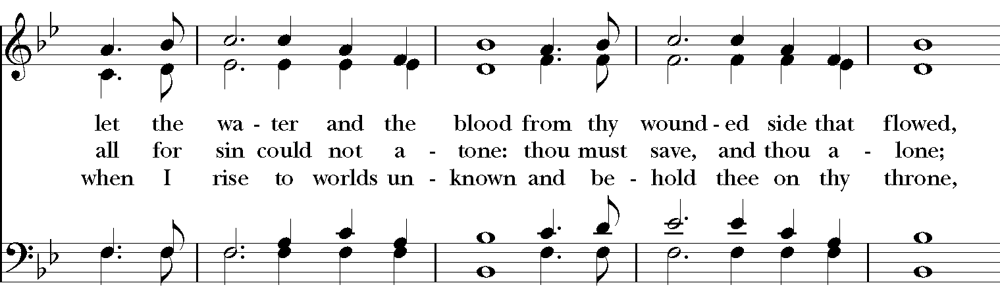 let the wa - ter and the blood from thy wound - ed side that flowed,
all for sin could not a - tone: thou must save, and thou a - lone;
when I rise to worlds un - known and be - hold thee on thy throne,